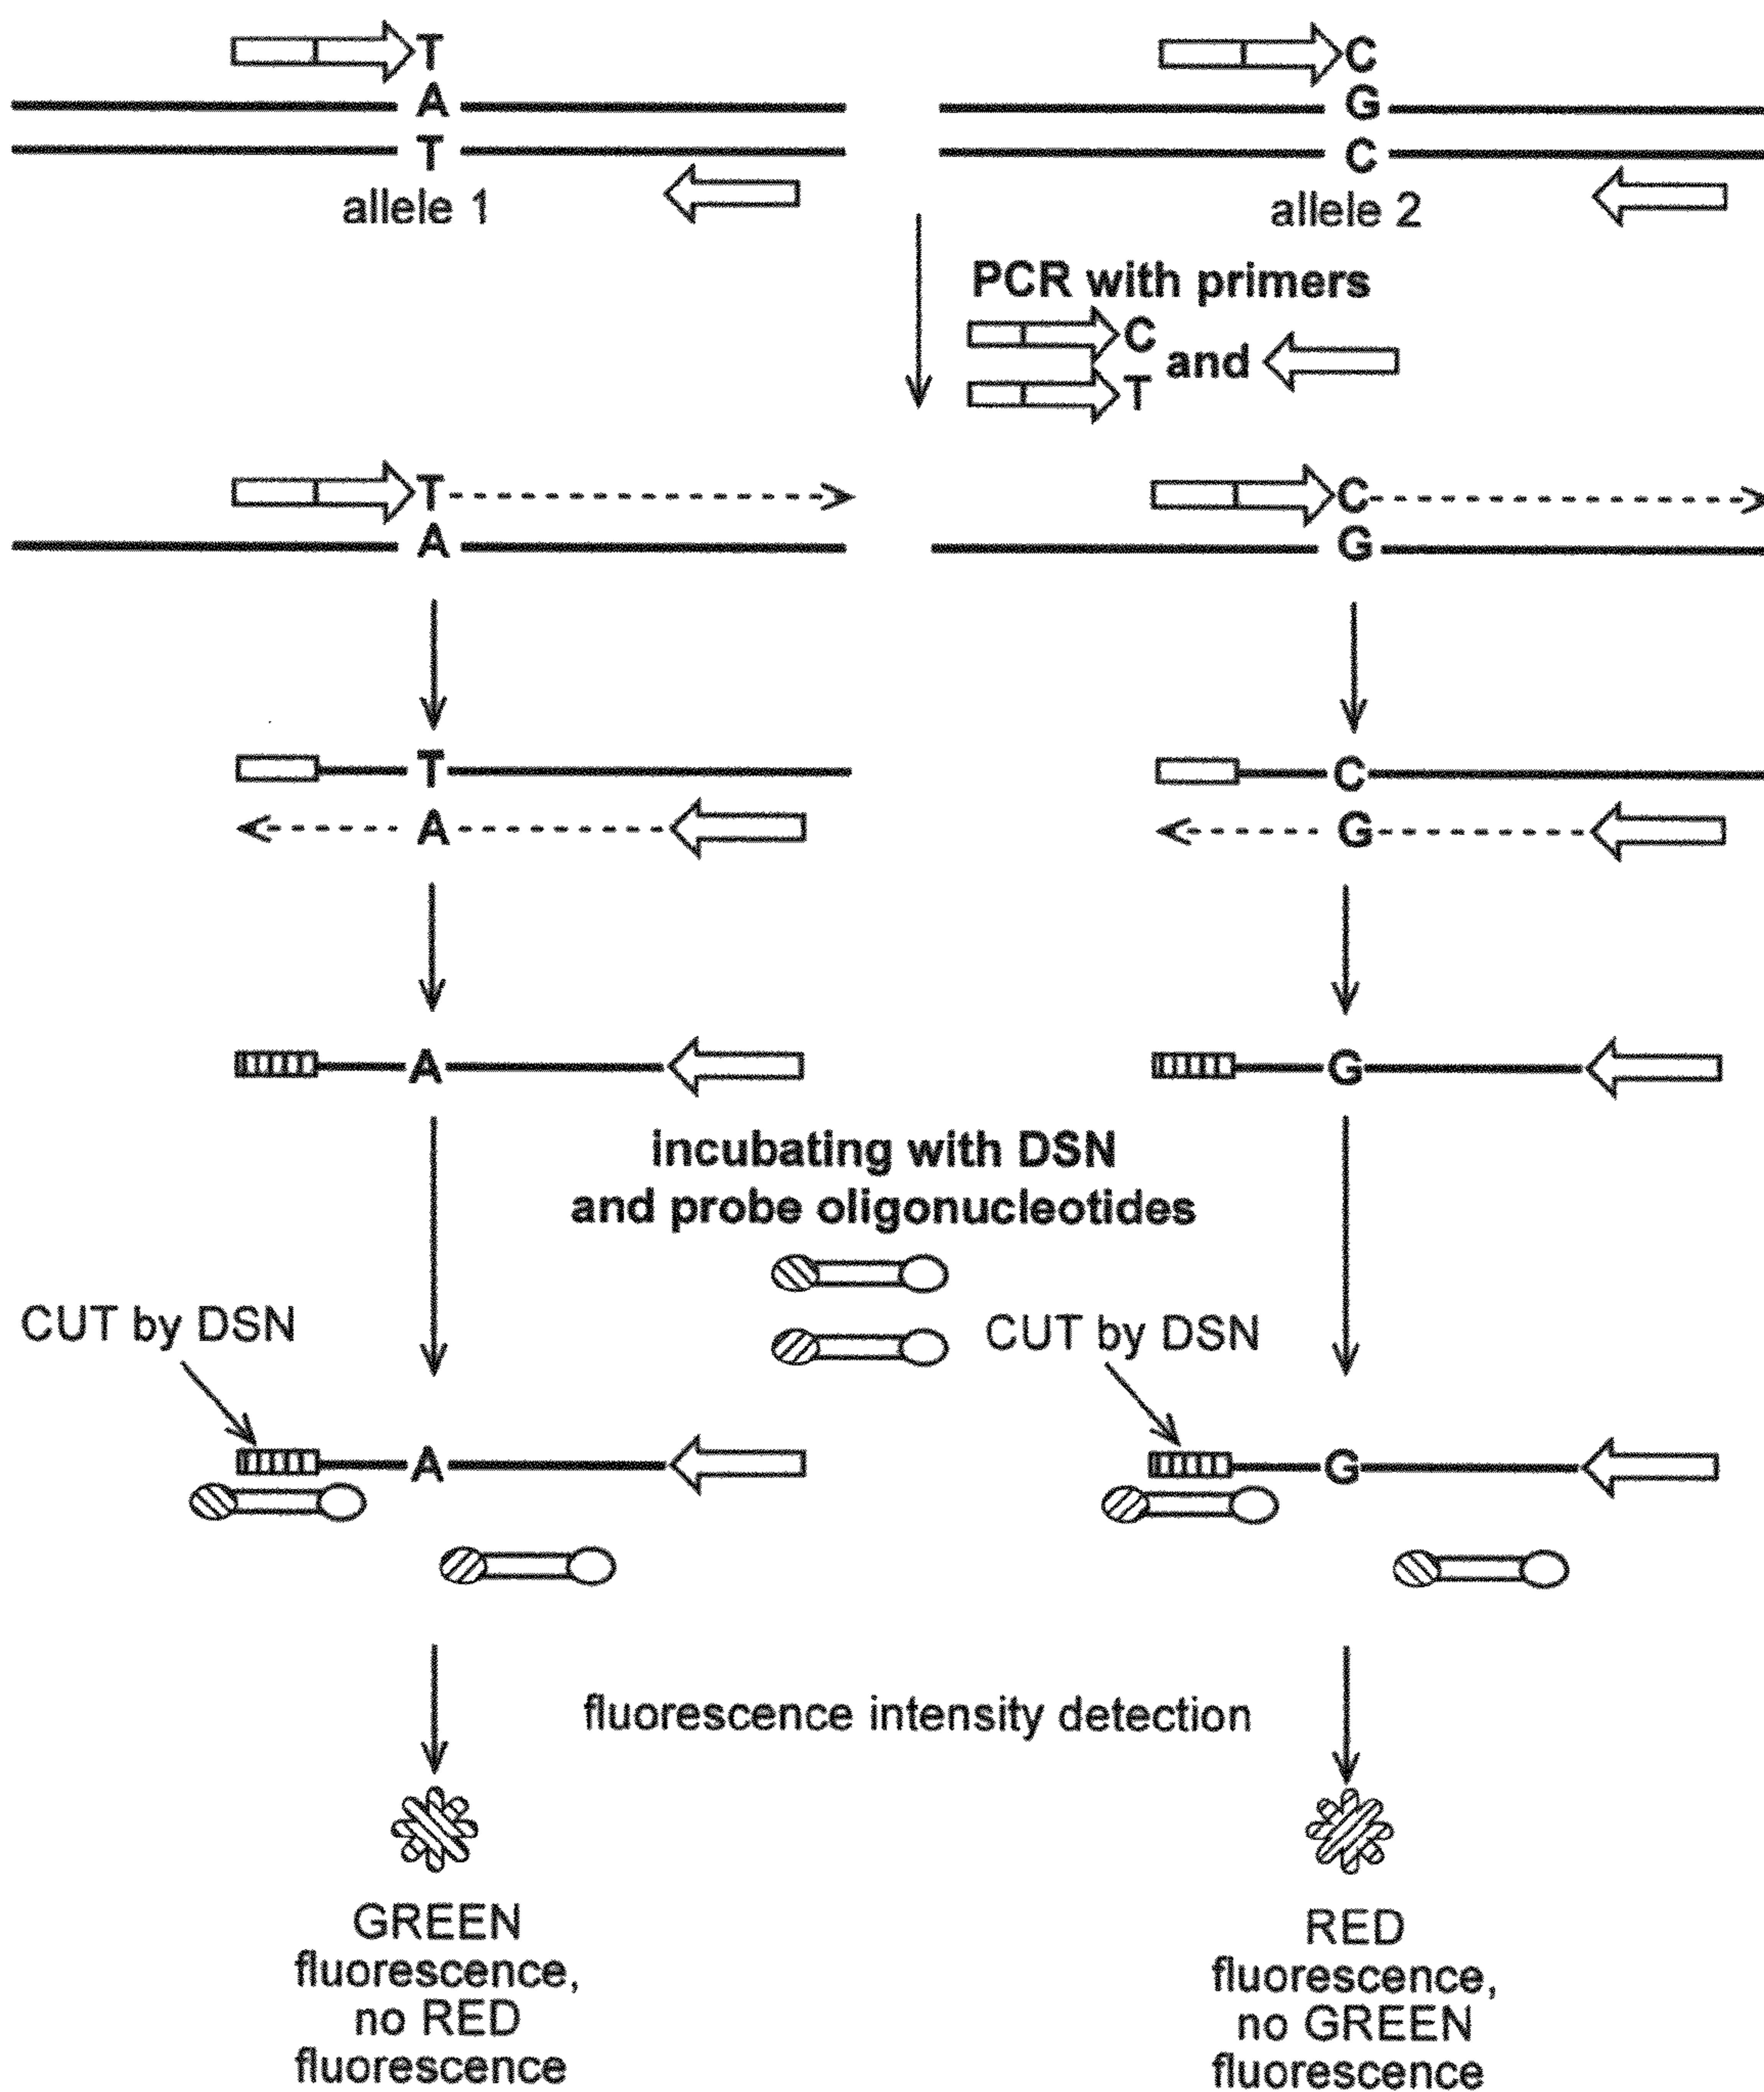 T
C
A
G
T
C
allele 1
allele 2
PCR with primers
C
and
T
T
C
A
G
T
C
A
G
A
G
incubating with DSN
and probe oligonucleotides
CUT by DSN
CUT by DSN
A
G
fluorescence intensity detection
GREEN
fluorescence,
no RED
fluorescence
RED
fluorescence,
no GREEN
fluorescence